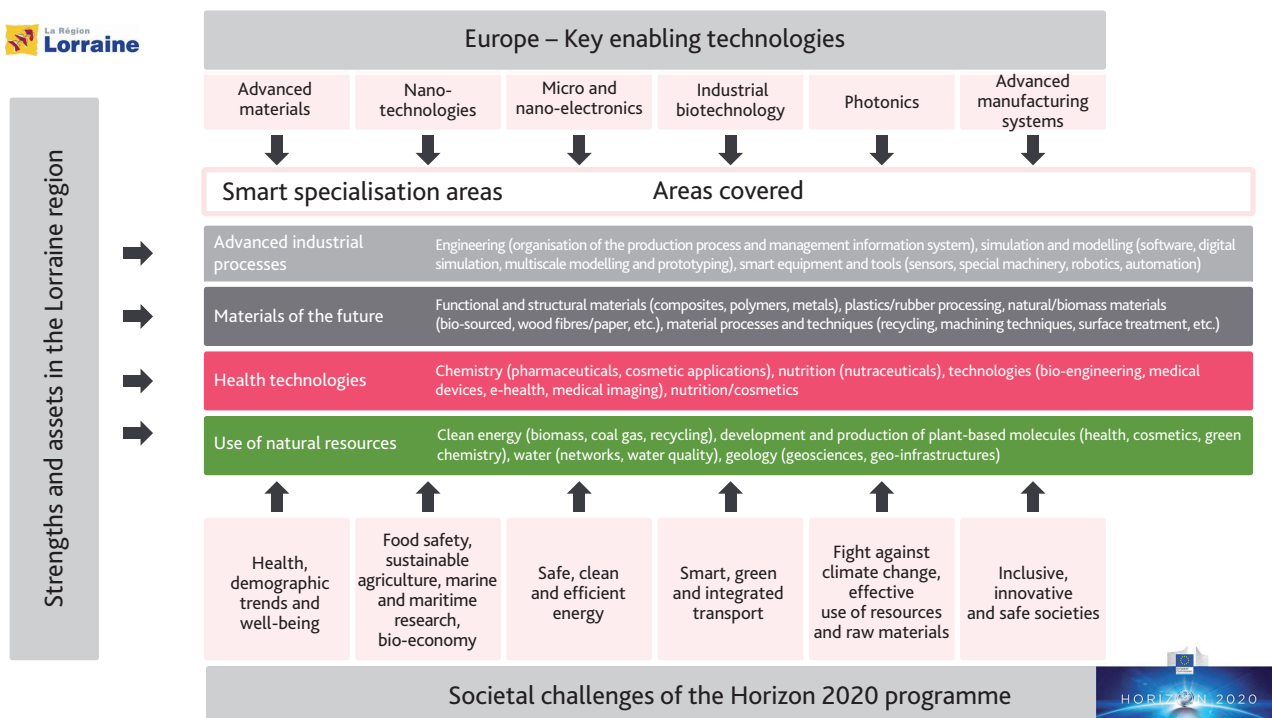 La Région
Lorraine
Europe – Key enabling technologies
Advanced
materials
Nano-
technologies
Micro and
nano-electronics
Industrial
biotechnology
Photonics
Advanced
manufacturing
systems
Strengths and assets in the Lorraine region
Smart specialisation areas
Areas covered
Advanced industrial
processes
Engineering (organisation of the production process and management information system), simulation and modelling (software, digital
simulation, multiscale modelling and prototyping), smart equipment and tools (sensors, special machinery, robotics, automation)
Materials of the future
Functional and structural materials (composites, polymers, metals), plastics/rubber processing, natural/biomass materials
(bio-sourced, wood fibres/paper, etc.), material processes and techniques (recycling, machining techniques, surface treatment, etc.)
Health technologies
Chemistry (pharmaceuticals, cosmetic applications), nutrition (nutraceuticals), technologies (bio-engineering, medical
devices, e-health, medical imaging), nutrition/cosmetics
Use of natural resources
Clean energy (biomass, coal gas, recycling), development and production of plant-based molecules (health, cosmetics, green
chemistry), water (networks, water quality), geology (geosciences, geo-infrastructures)
Health,
demographic
trends and
well-being
Food safety,
sustainable
agriculture, marine
and maritime
research,
bio-economy
Safe, clean
and efficient
energy
Smart, green
and integrated
transport
Fight against
climate change,
effective
use of resources
and raw materials
Inclusive,
innovative
and safe societies
Societal challenges of the Horizon 2020 programme
HORIZON 2020